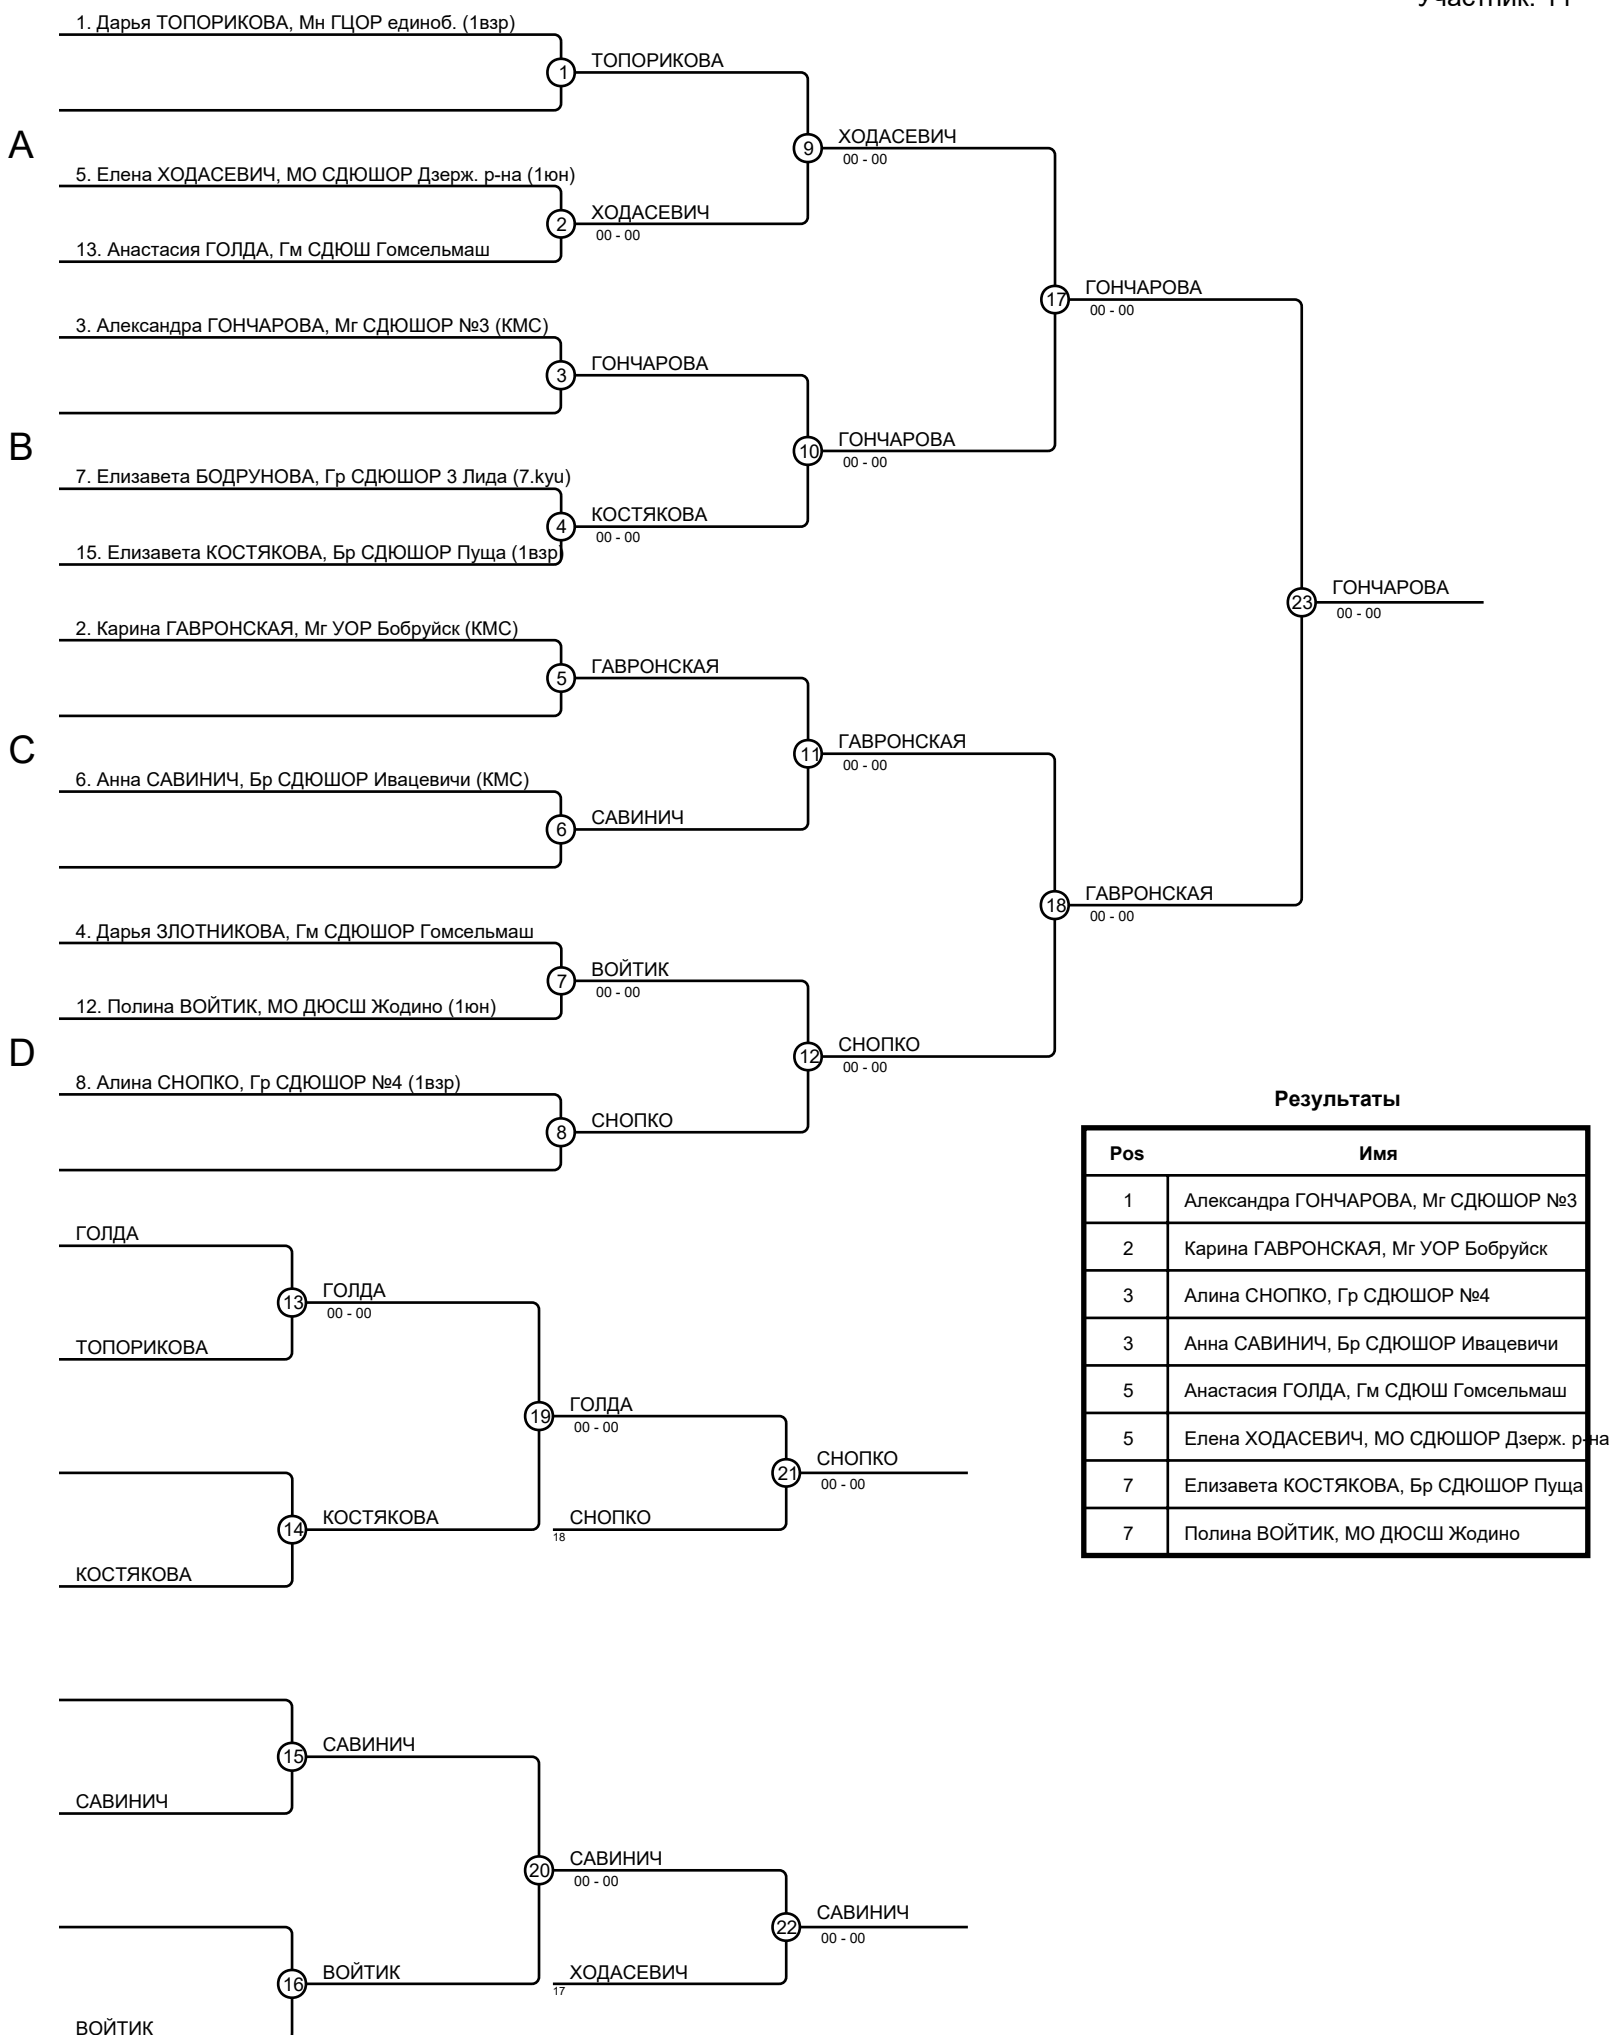 1. Дарья ТОПОРИКОВА, Мн ГЦОР единоб. (1взр)
1
ТОПОРИКОВА
A
9
ХОДАСЕВИЧ
00 - 00
5. Елена ХОДАСЕВИЧ, МО СДЮШОР Дзерж. р-на (1юн)
2
ХОДАСЕВИЧ
00 - 00
13. Анастасия ГОЛДА, Гм СДЮШ Гомсельмаш
17
ГОНЧАРОВА
00 - 00
3. Александра ГОНЧАРОВА, Мг СДЮШОР №3 (КМС)
3
ГОНЧАРОВА
B
10
ГОНЧАРОВА
00 - 00
7. Елизавета БОДРУНОВА, Гр СДЮШОР 3 Лида (7.kyu)
4
КОСТЯКОВА
00 - 00
15. Елизавета КОСТЯКОВА, Бр СДЮШОР Пуща (1взр)
23
ГОНЧАРОВА
00 - 00
2. Карина ГАВРОНСКАЯ, Мг УОР Бобруйск (КМС)
5
ГАВРОНСКАЯ
C
11
ГАВРОНСКАЯ
00 - 00
6. Анна САВИНИЧ, Бр СДЮШОР Ивацевичи (КМС)
6
САВИНИЧ
18
ГАВРОНСКАЯ
00 - 00
4. Дарья ЗЛОТНИКОВА, Гм СДЮШОР Гомсельмаш
7
ВОЙТИК
00 - 00
12. Полина ВОЙТИК, МО ДЮСШ Жодино (1юн)
D
12
СНОПКО
00 - 00
8. Алина СНОПКО, Гр СДЮШОР №4 (1взр)
8
СНОПКО
Результаты
Pos Имя
1 Александра ГОНЧАРОВА, Мг СДЮШОР №3
2 Карина ГАВРОНСКАЯ, Мг УОР Бобруйск
3 Алина СНОПКО, Гр СДЮШОР №4
3 Анна САВИНИЧ, Бр СДЮШОР Ивацевичи
5 Анастасия ГОЛДА, Гм СДЮШ Гомсельмаш
5 Елена ХОДАСЕВИЧ, МО СДЮШОР Дзерж. р-на
7 Елизавета КОСТЯКОВА, Бр СДЮШОР Пуща
7 Полина ВОЙТИК, МО ДЮСШ Жодино
ГОЛДА
13
ГОЛДА
00 - 00
ТОПОРИКОВА
19
ГОЛДА
00 - 00
21
СНОПКО
00 - 00
14
КОСТЯКОВА
СНОПКО
18
КОСТЯКОВА
15
САВИНИЧ
САВИНИЧ
20
САВИНИЧ
00 - 00
22
САВИНИЧ
00 - 00
16
ВОЙТИК
ХОДАСЕВИЧ
17
ВОЙТИК